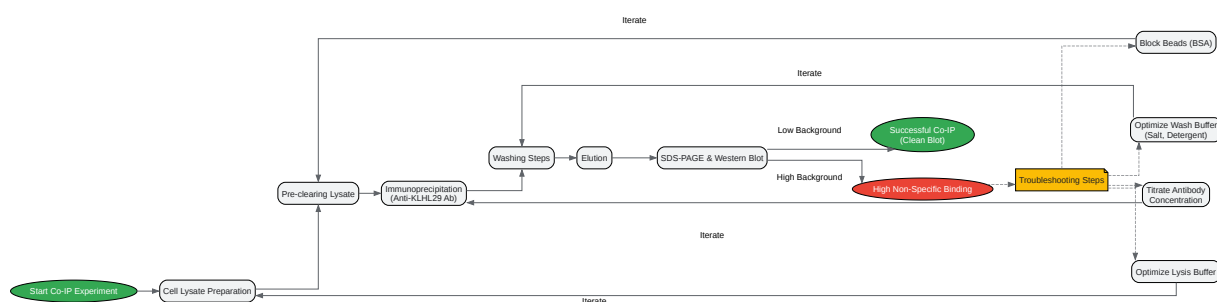 Iterate
Block Beads (BSA)
Iterate
Optimize Wash Buffer
(Salt, Detergent)
Successful Co-IP
(Clean Blot)
Low Background
Washing Steps
Elution
SDS-PAGE & Western Blot
High Background
High Non-Specific Binding
Troubleshooting Steps
Titrate Antibody
Concentration
Pre-clearing Lysate
Immunoprecipitation
(Anti-KLHL29 Ab)
Iterate
Start Co-IP Experiment
Cell Lysate Preparation
Optimize Lysis Buffer
Iterate